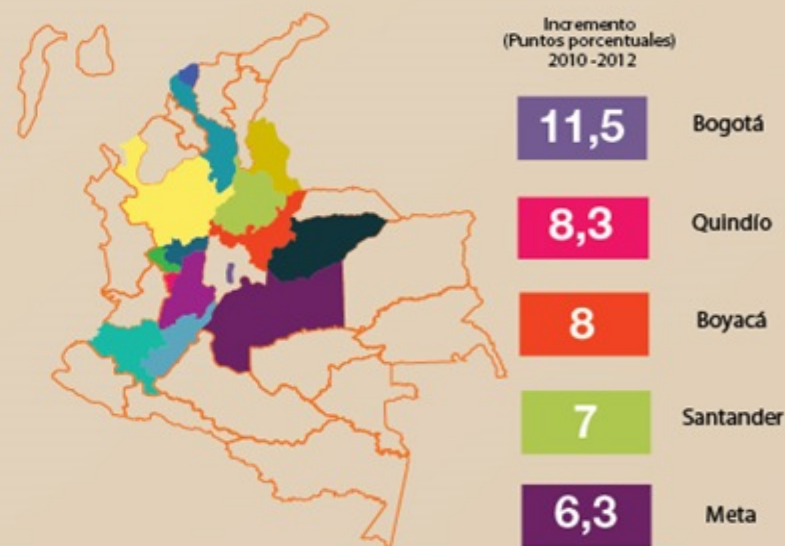 Incremento
(Puntos porcentuales)
2010 -2012
11,5 Bogotá
8,3 Quindío
8 Boyacá
7 Santander
6,3 Meta